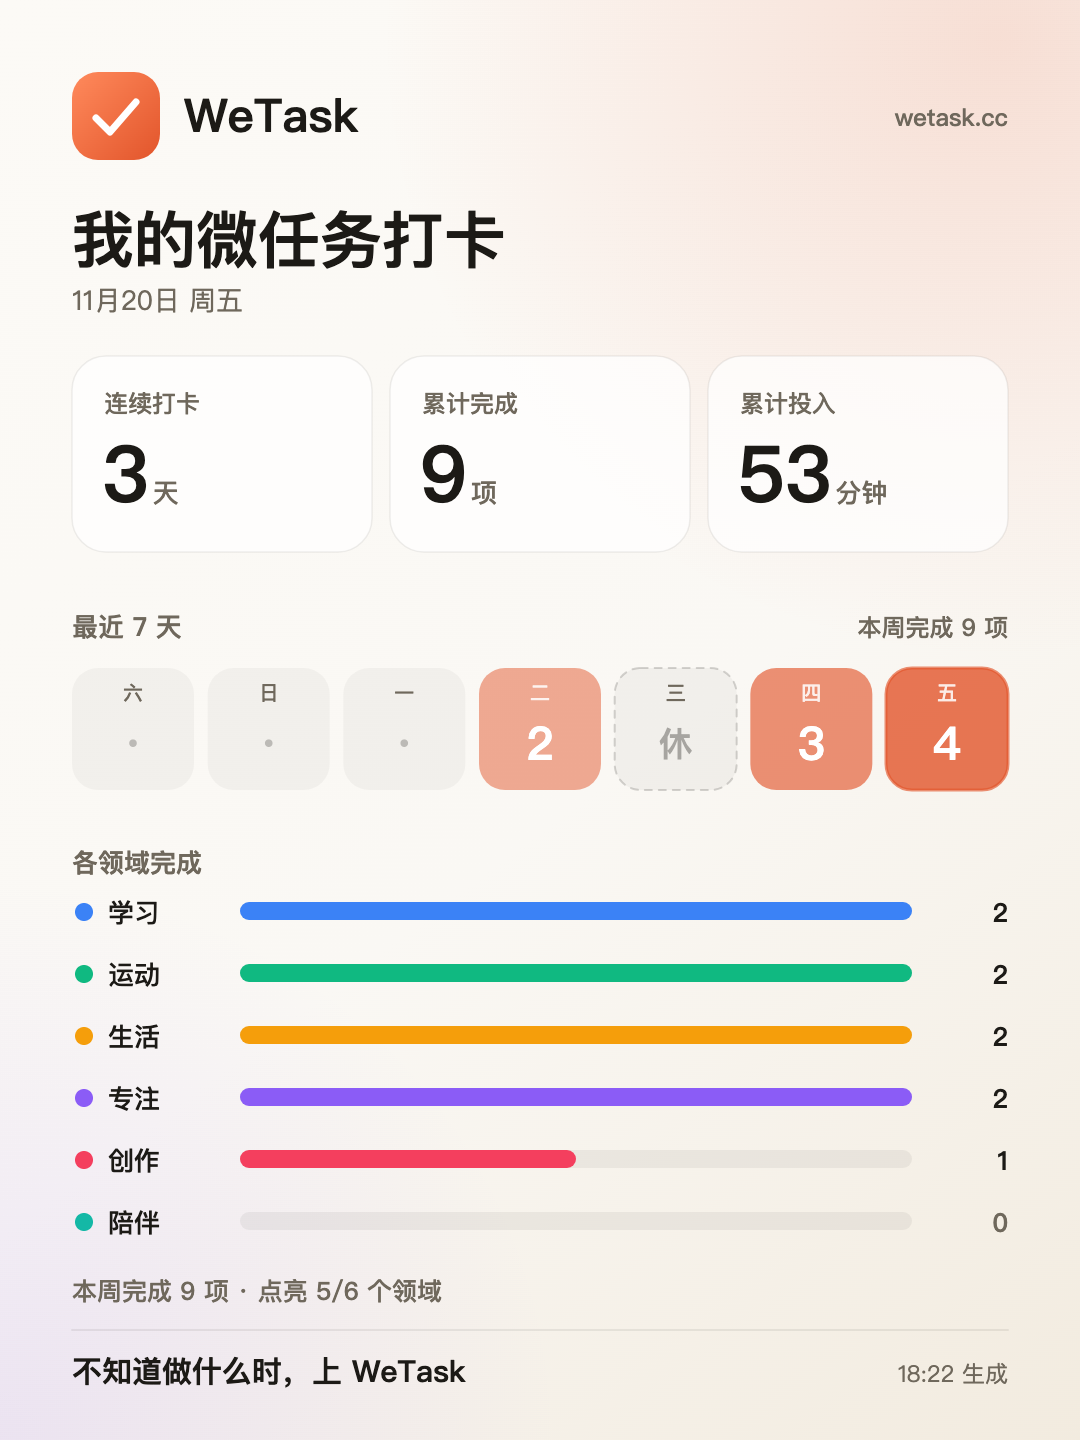 WeTask
wetask.cc
我的微任务打卡
11月20日 周五
连续打卡
3天
累计完成
9项
累计投入
53分钟
最近 7 天
本周完成 9 项
六 日 一 二 三 四 五
· · · 2 休 3 4
各领域完成
学习 2
运动 2
生活 2
专注 2
创作 1
陪伴 0
本周完成 9 项 · 点亮 5/6 个领域
不知道做什么时，上 WeTask
18:22 生成